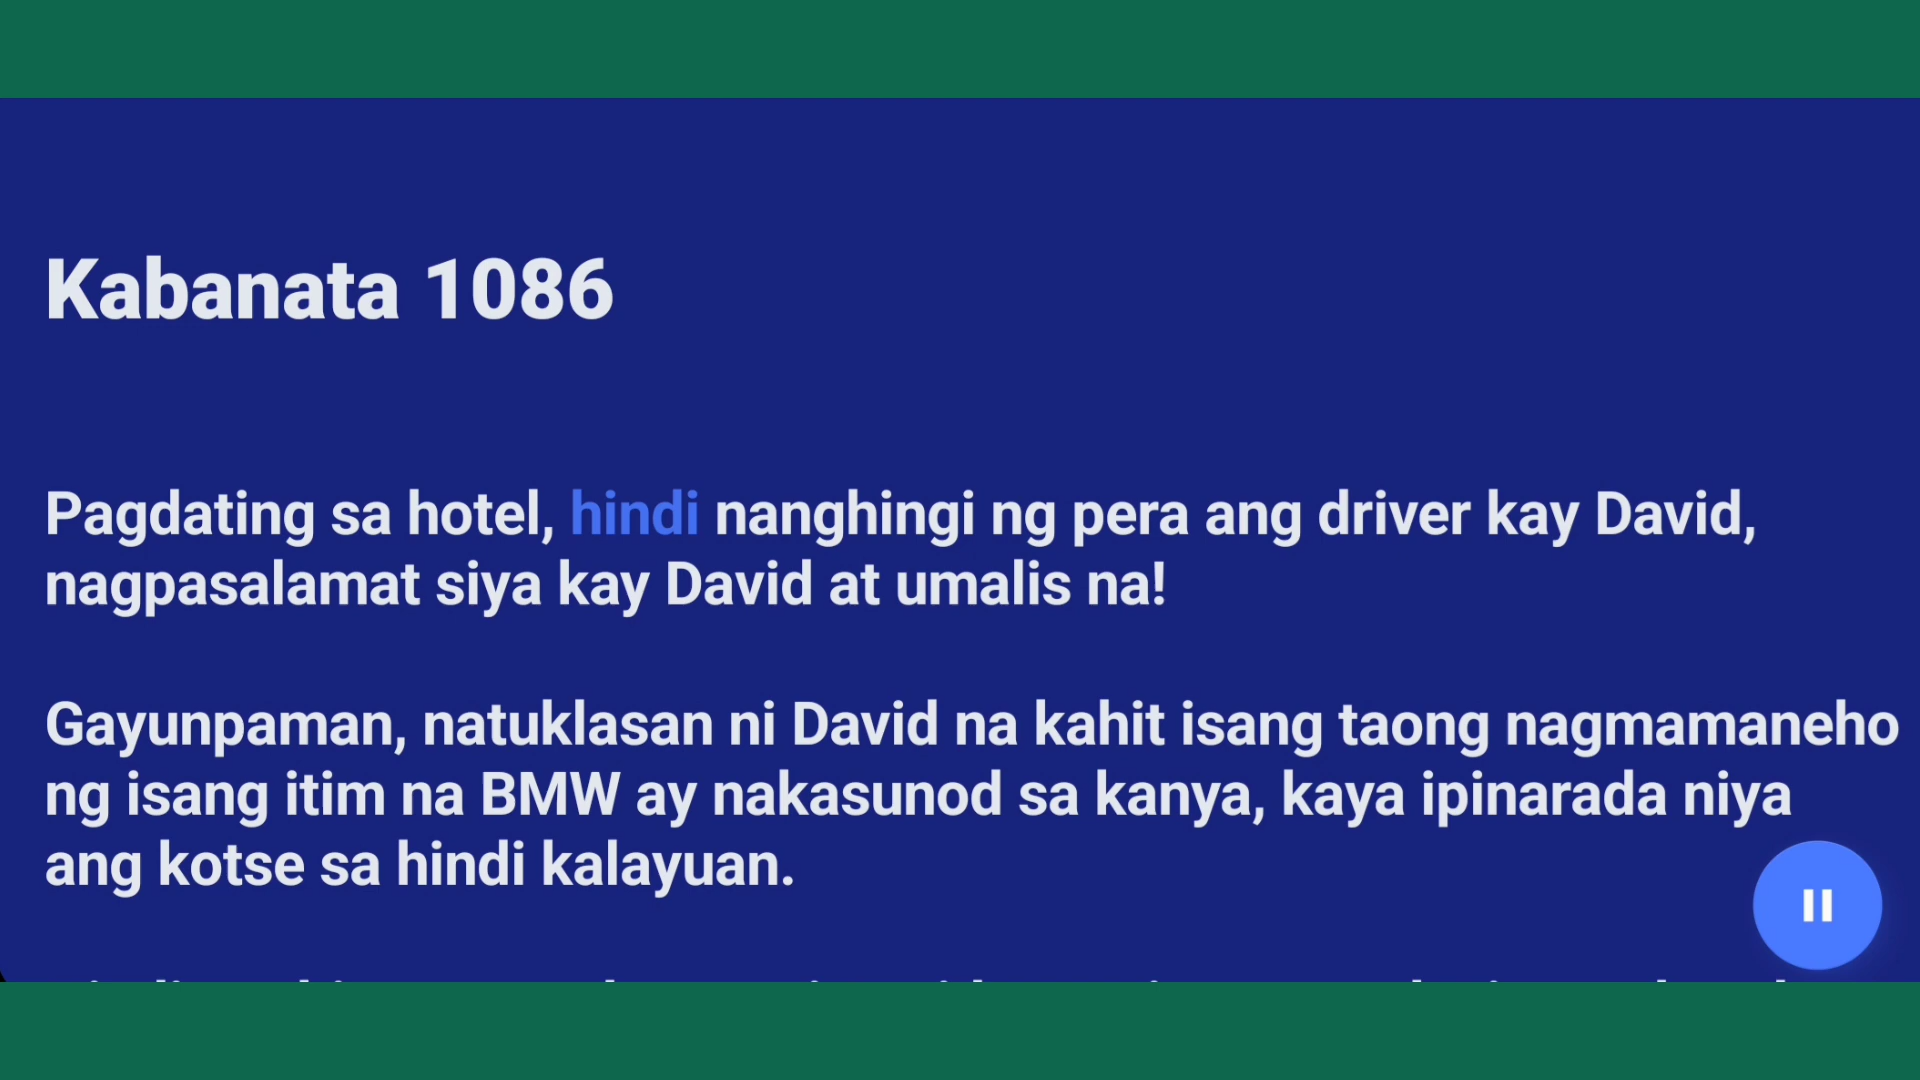 Kabanata 1086
Pagdating sa hotel, hindi nanghingi ng pera ang driver kay David,
nagpasalamat siya kay David at umalis na!
Gayunpaman, natuklasan ni David na kahit isang taong nagmamaneho
ng isang itim na BMW ay nakasunod sa kanya, kaya ipinarada niya
ang kotse sa hindi kalayuan.